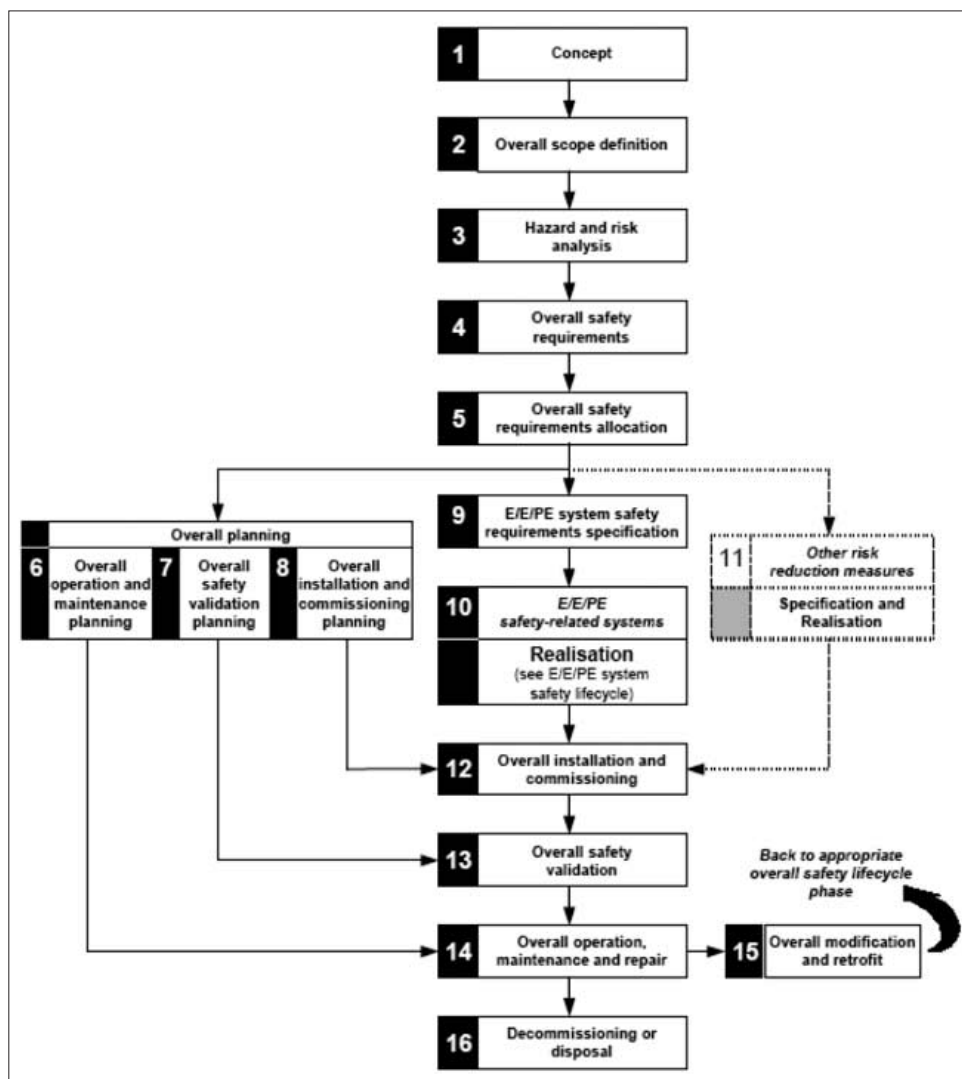 1
Concept
2
Overall scope definition
3
Hazard and risk
analysis
4
Overall safety
requirements
5
Overall safety
requirements allocation
Overall planning
6
Overall
operation and
maintenance
planning
7
Overall
safety
validation
planning
8
Overall
installation and
commissioning
planning
9
E/E/PE system safety
requirements specification
10
E/E/PE
safety-related systems
Realisation
(see E/E/PE system
safety lifecycle)
11
Other risk
reduction measures
Specification and
Realisation
12
Overall installation and
commissioning
13
Overall safety
validation
Back to appropriate
overall safety lifecycle
phase
14
Overall operation,
maintenance and repair
15
Overall modification
and retrofit
16
Decommissioning or
disposal